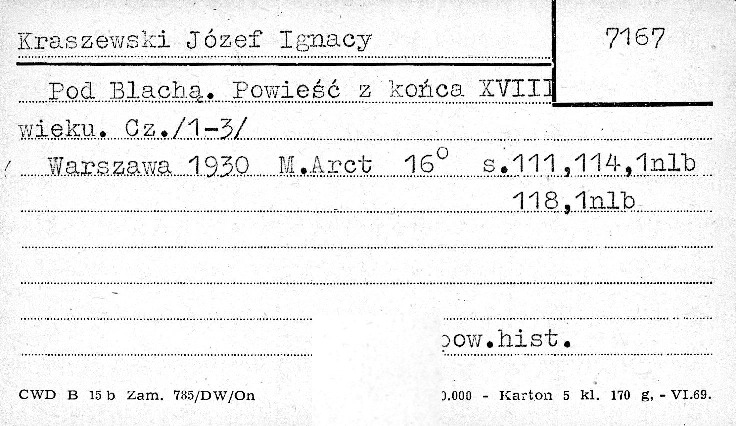 Kraszewski Józef Ignacy 7167
Pod Blachą. Powieść z końca XVIII
wieku. Cz./1-3/
Warszawa 1930 M.Arct 16° s.111,114,1nlb
118,1nlb
pow.hist.
CWD B 15 b Zam. 785/DW/On 0.000 - Karton 5 kl. 170 g, - VI.69.